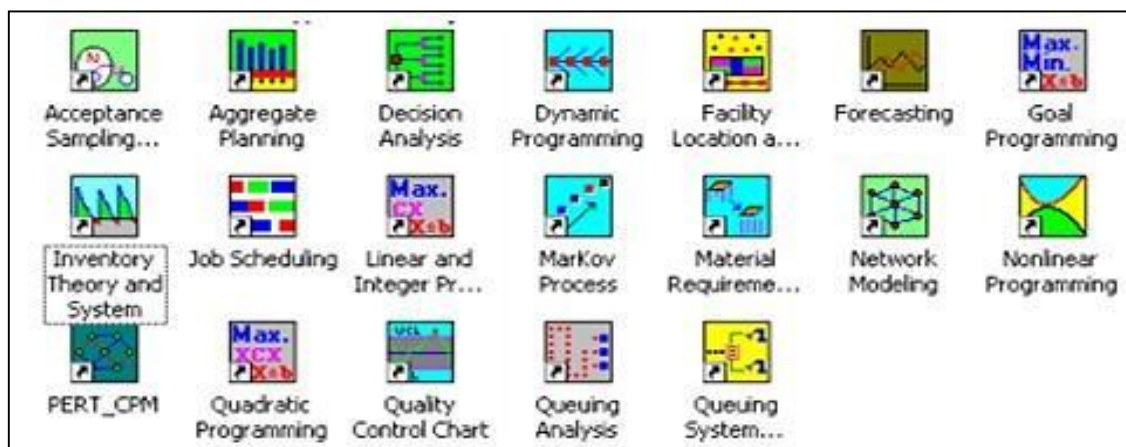 Acceptance
Sampling...
Aggregate
Planning
Decision
Analysis
Dynamic
Programming
Facility
Location a...
Forecasting
Max.
Min.
X≤b
Goal
Programming
Inventory
Theory and
System
Job Scheduling
Max.
CX
X≤b
Linear and
Integer Pr...
MarKov
Process
Material
Requireme...
Network
Modeling
Nonlinear
Programming
PERT_CPM
Max.
XCX
X≤b
Quadratic
Programming
UCL
Quality
Control Chart
Queuing
Analysis
Queuing
System...